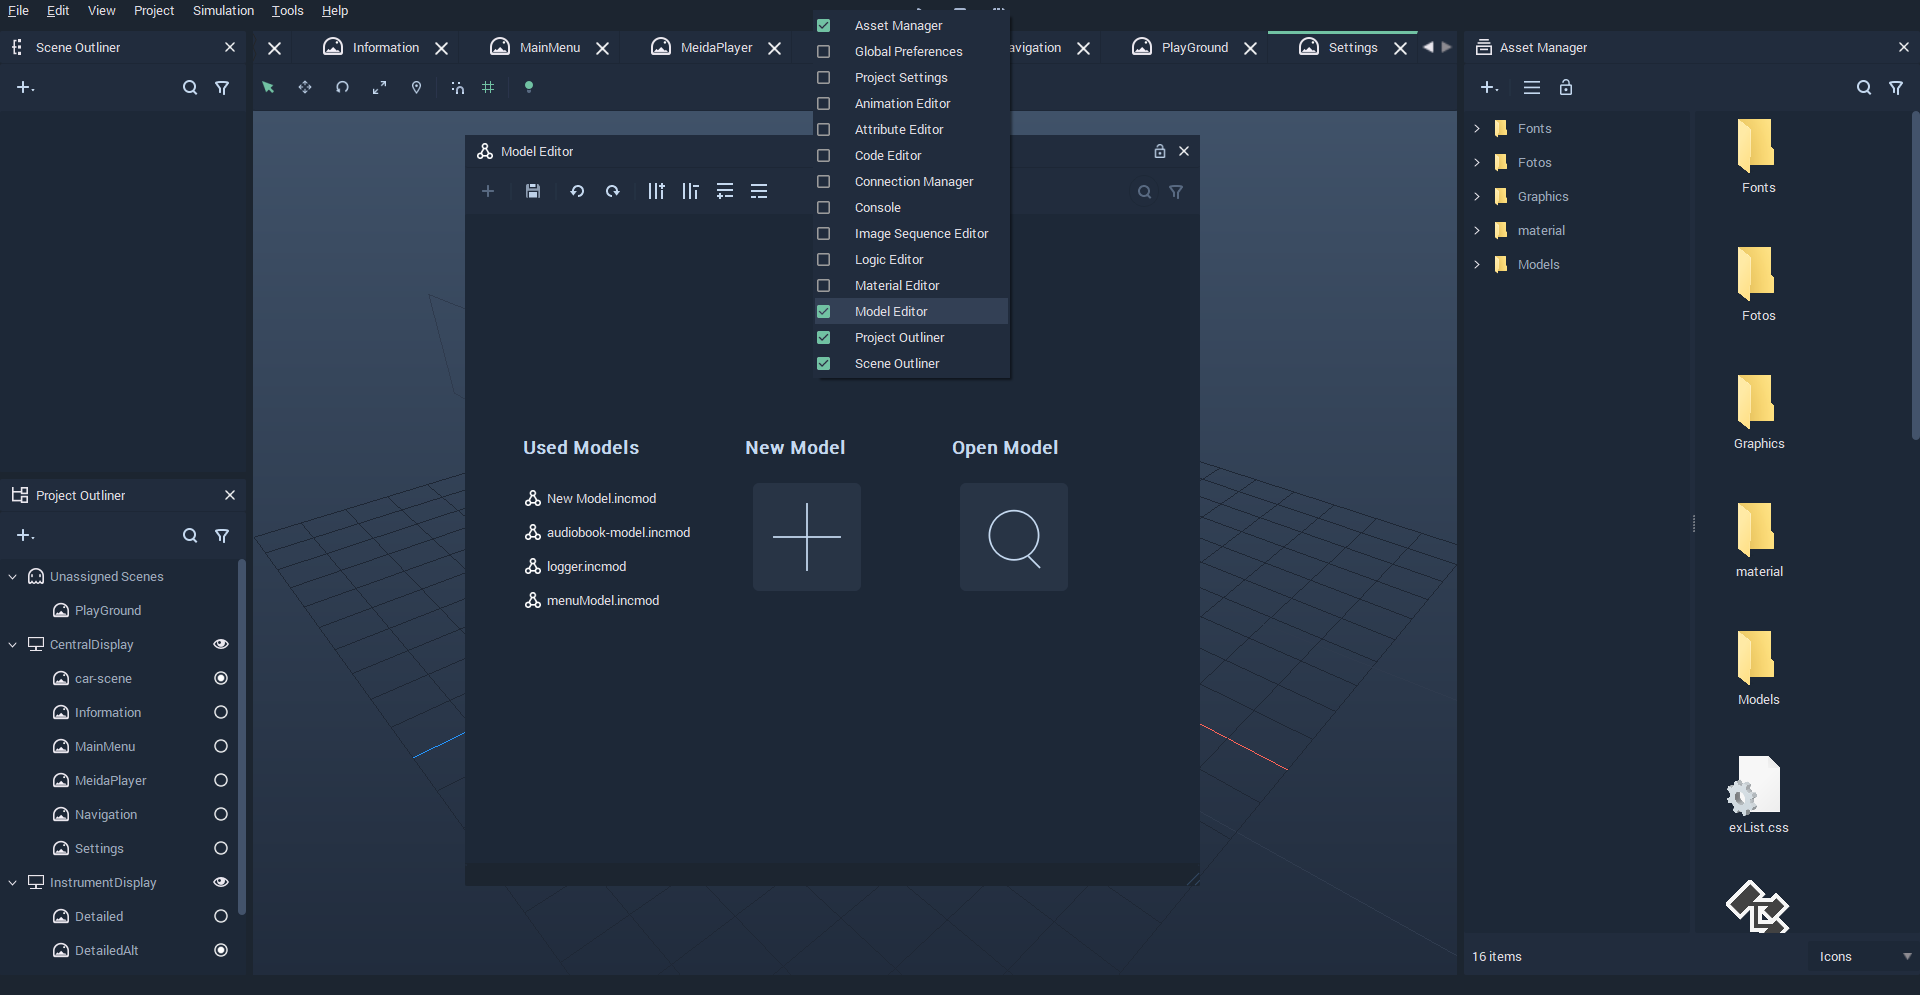 File Edit View Project Simulation Tools Help
Scene Outliner
Information
MainMenu
MeidaPlayer
avigation
PlayGround
Settings
Asset Manager
Global Preferences
Project Settings
Animation Editor
Attribute Editor
Code Editor
Connection Manager
Console
Image Sequence Editor
Logic Editor
Material Editor
Model Editor
Project Outliner
Scene Outliner
Model Editor
Used Models
New Model.incmod
audiobook-model.incmod
logger.incmod
menuModel.incmod
New Model
Open Model
Project Outliner
Unassigned Scenes
PlayGround
CentralDisplay
car-scene
Information
MainMenu
MeidaPlayer
Navigation
Settings
InstrumentDisplay
Detailed
DetailedAlt
Asset Manager
Fonts
Fotos
Graphics
material
Models
Fonts
Fotos
Graphics
material
Models
exList.css
16 items
Icons